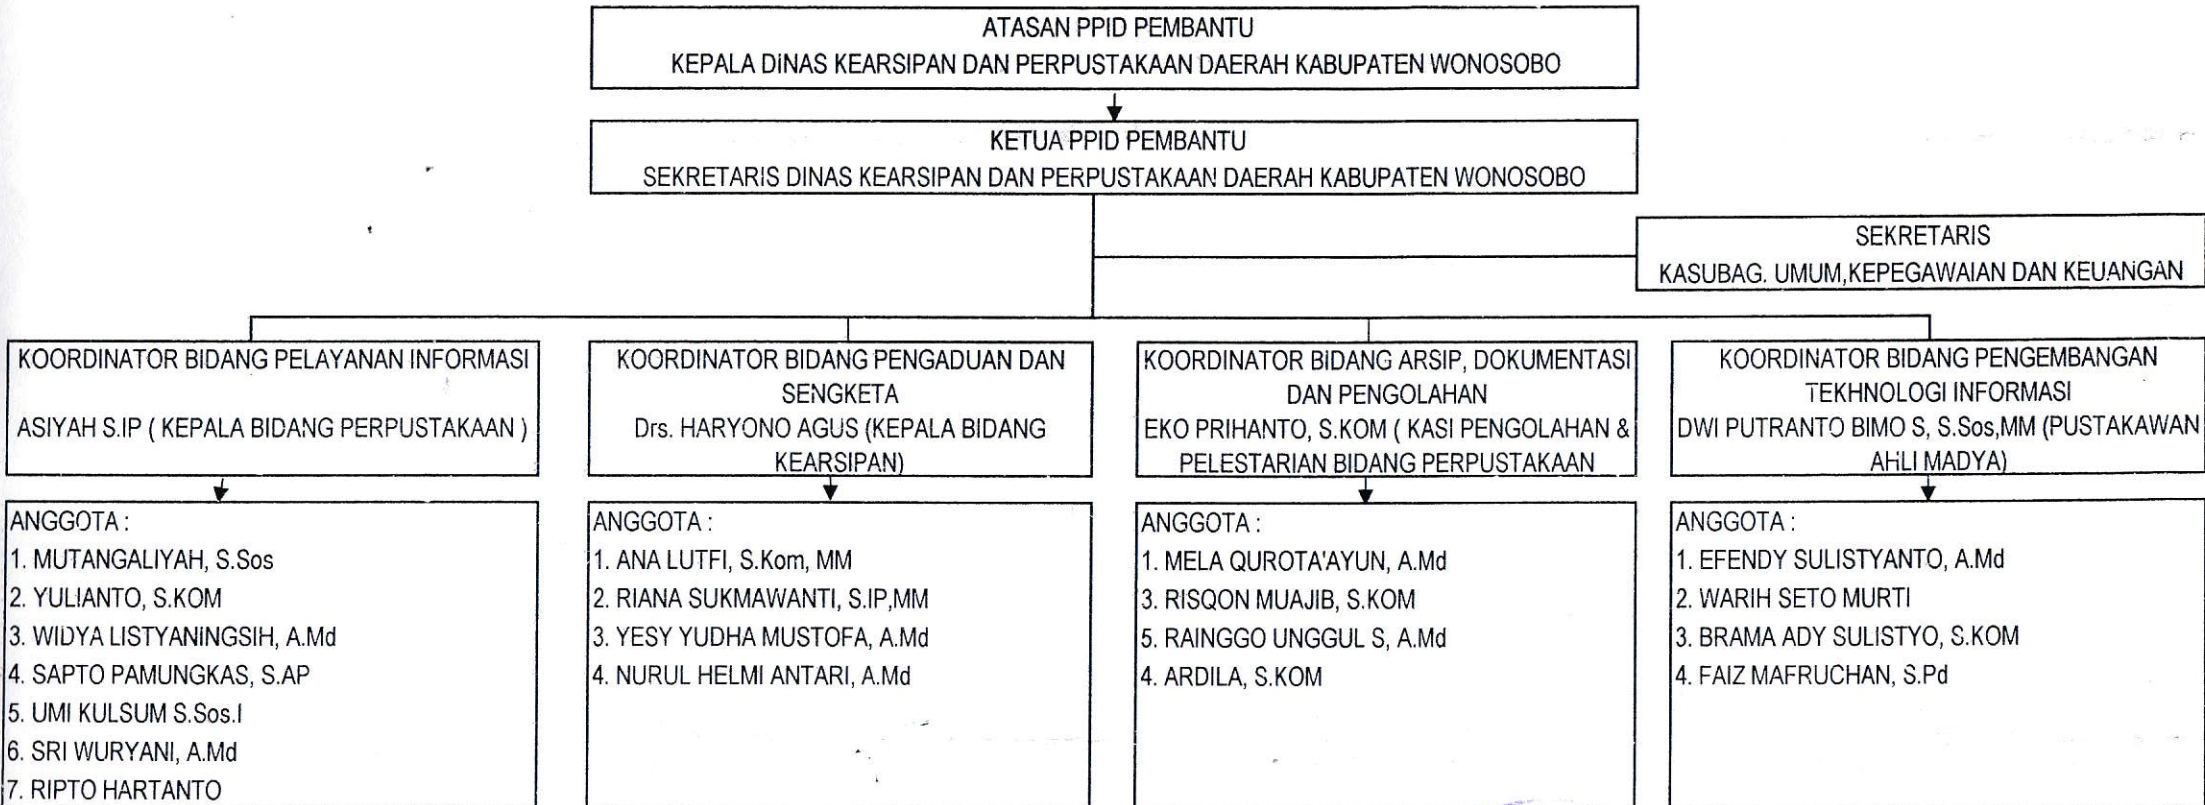 ATASAN PPID PEMBANTU
KEPALA DINAS KEARSIPAN DAN PERPUSTAKAAN DAERAH KABUPATEN WONOSOBO
KETUA PPID PEMBANTU
SEKRETARIS DINAS KEARSIPAN DAN PERPUSTAKAAN DAERAH KABUPATEN WONOSOBO
SEKRETARIS
KASUBAG. UMUM,KEPEGAWAIAN DAN KEUANGAN
KOORDINATOR BIDANG PELAYANAN INFORMASI
ASIYAH S.IP ( KEPALA BIDANG PERPUSTAKAAN )
KOORDINATOR BIDANG PENGADUAN DAN
SENGKETA
Drs. HARYONO AGUS (KEPALA BIDANG
KEARSIPAN)
KOORDINATOR BIDANG ARSIP, DOKUMENTASI
DAN PENGOLAHAN
EKO PRIHANTO, S.KOM ( KASI PENGOLAHAN &
PELESTARIAN BIDANG PERPUSTAKAAN
KOORDINATOR BIDANG PENGEMBANGAN
TEKHNOLOGI INFORMASI
DWI PUTRANTO BIMO S, S.Sos,MM (PUSTAKAWAN
AHLI MADYA)
ANGGOTA :
1. MUTANGALIYAH, S.Sos
2. YULIANTO, S.KOM
3. WIDYA LISTYANINGSIH, A.Md
4. SAPTO PAMUNGKAS, S.AP
5. UMI KULSUM S.Sos.I
6. SRI WURYANI, A.Md
7. RIPTO HARTANTO
ANGGOTA :
1. ANA LUTFI, S.Kom, MM
2. RIANA SUKMAWANTI, S.IP,MM
3. YESY YUDHA MUSTOFA, A.Md
4. NURUL HELMI ANTARI, A.Md
ANGGOTA :
1. MELA QUROTA'AYUN, A.Md
3. RISQON MUAJIB, S.KOM
5. RAINGGO UNGGUL S, A.Md
4. ARDILA, S.KOM
ANGGOTA :
1. EFENDY SULISTYANTO, A.Md
2. WARIH SETO MURTI
3. BRAMA ADY SULISTYO, S.KOM
4. FAIZ MAFRUCHAN, S.Pd